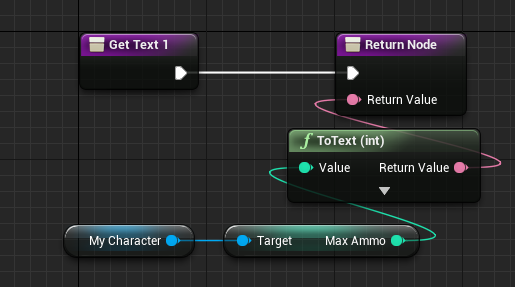 Get Text 1
Return Node
Return Value
f ToText (int)
Value Return Value
My Character Target Max Ammo